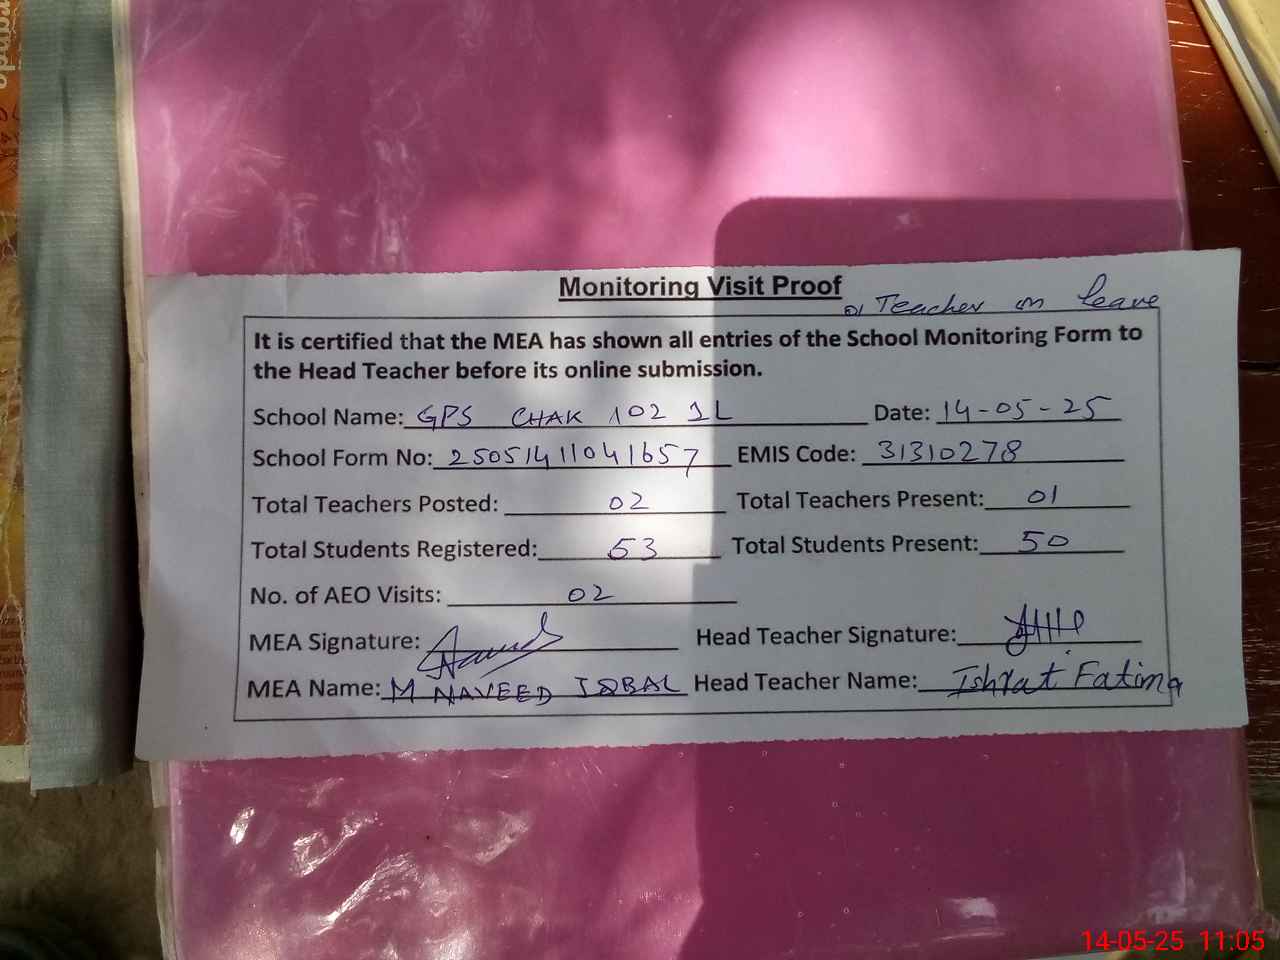 Monitoring Visit Proof
01 Teacher on leave
It is certified that the MEA has shown all entries of the School Monitoring Form to
the Head Teacher before its online submission.
School Name: GPS CHAK 102 1L Date: 14-05-25
School Form No: 25051411041657 EMIS Code: 31310278
Total Teachers Posted: 02 Total Teachers Present: 01
Total Students Registered: 53 Total Students Present: 50
No. of AEO Visits: 02
MEA Signature: Head Teacher Signature:
MEA Name: M NAVEED IQBAL Head Teacher Name: Ishrat Fatima
14-05-25 11:05